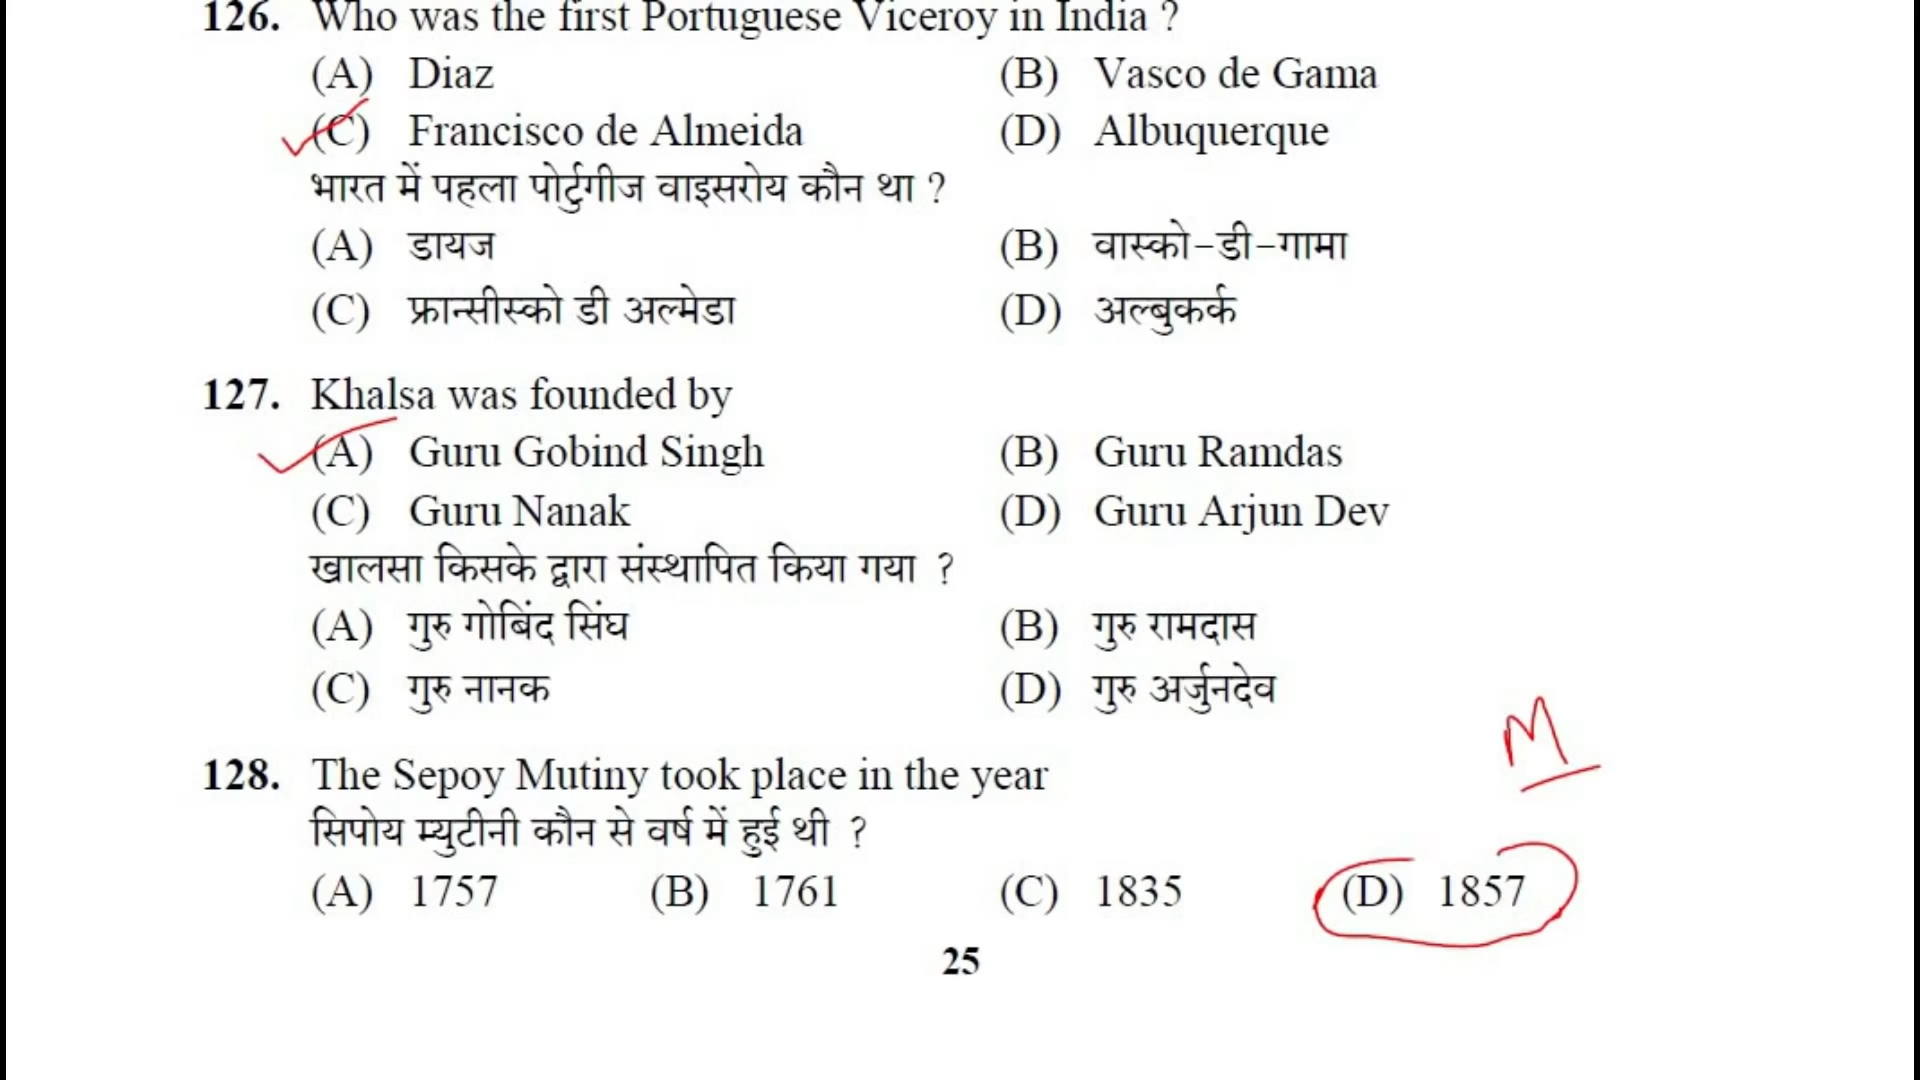 126. Who was the first Portuguese Viceroy in India ?
(A) Diaz (B) Vasco de Gama
(C) Francisco de Almeida (D) Albuquerque
भारत में पहला पोर्टुगीज वाइसरोय कौन था ?
(A) डायज (B) वास्को-डी-गामा
(C) फ्रान्सीस्को डी अल्मेडा (D) अल्बुकर्क
127. Khalsa was founded by
(A) Guru Gobind Singh (B) Guru Ramdas
(C) Guru Nanak (D) Guru Arjun Dev
खालसा किसके द्वारा संस्थापित किया गया ?
(A) गुरु गोबिंद सिंघ (B) गुरु रामदास
(C) गुरु नानक (D) गुरु अर्जुनदेव
M
128. The Sepoy Mutiny took place in the year
सिपोय म्युटीनी कौन से वर्ष में हुई थी ?
(A) 1757 (B) 1761 (C) 1835 (D) 1857
25